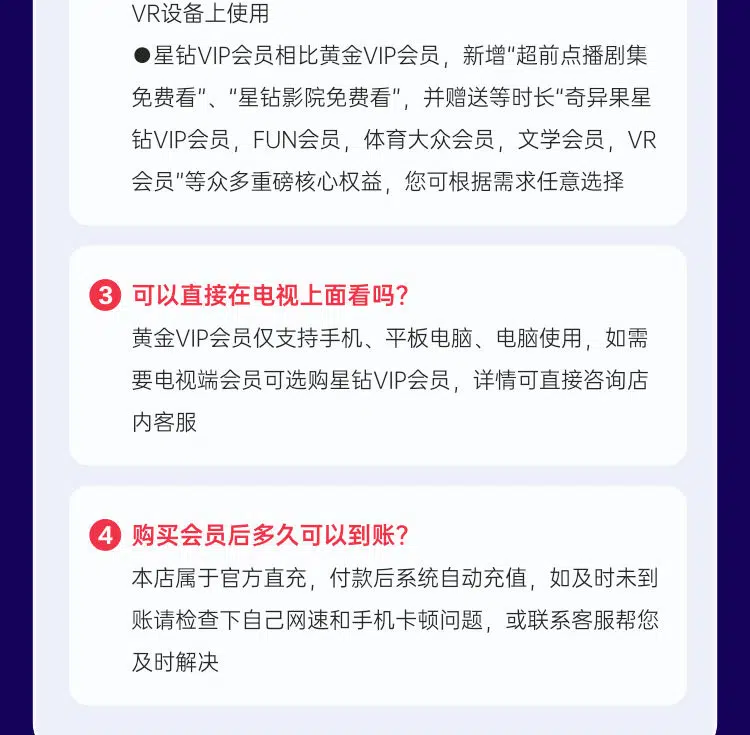 VR设备上使用
●星钻VIP会员相比黄金VIP会员，新增“超前点播剧集
免费看”、“星钻影院免费看”，并赠送等时长“奇异果星
钻VIP会员，FUN会员，体育大众会员，文学会员，VR
会员”等众多重磅核心权益，您可根据需求任意选择
3 可以直接在电视上面看吗？
黄金VIP会员仅支持手机、平板电脑、电脑使用，如需
要电视端会员可选购星钻VIP会员，详情可直接咨询店
内客服
4 购买会员后多久可以到账？
本店属于官方直充，付款后系统自动充值，如及时未到
账请检查下自己网速和手机卡顿问题，或联系客服帮您
及时解决